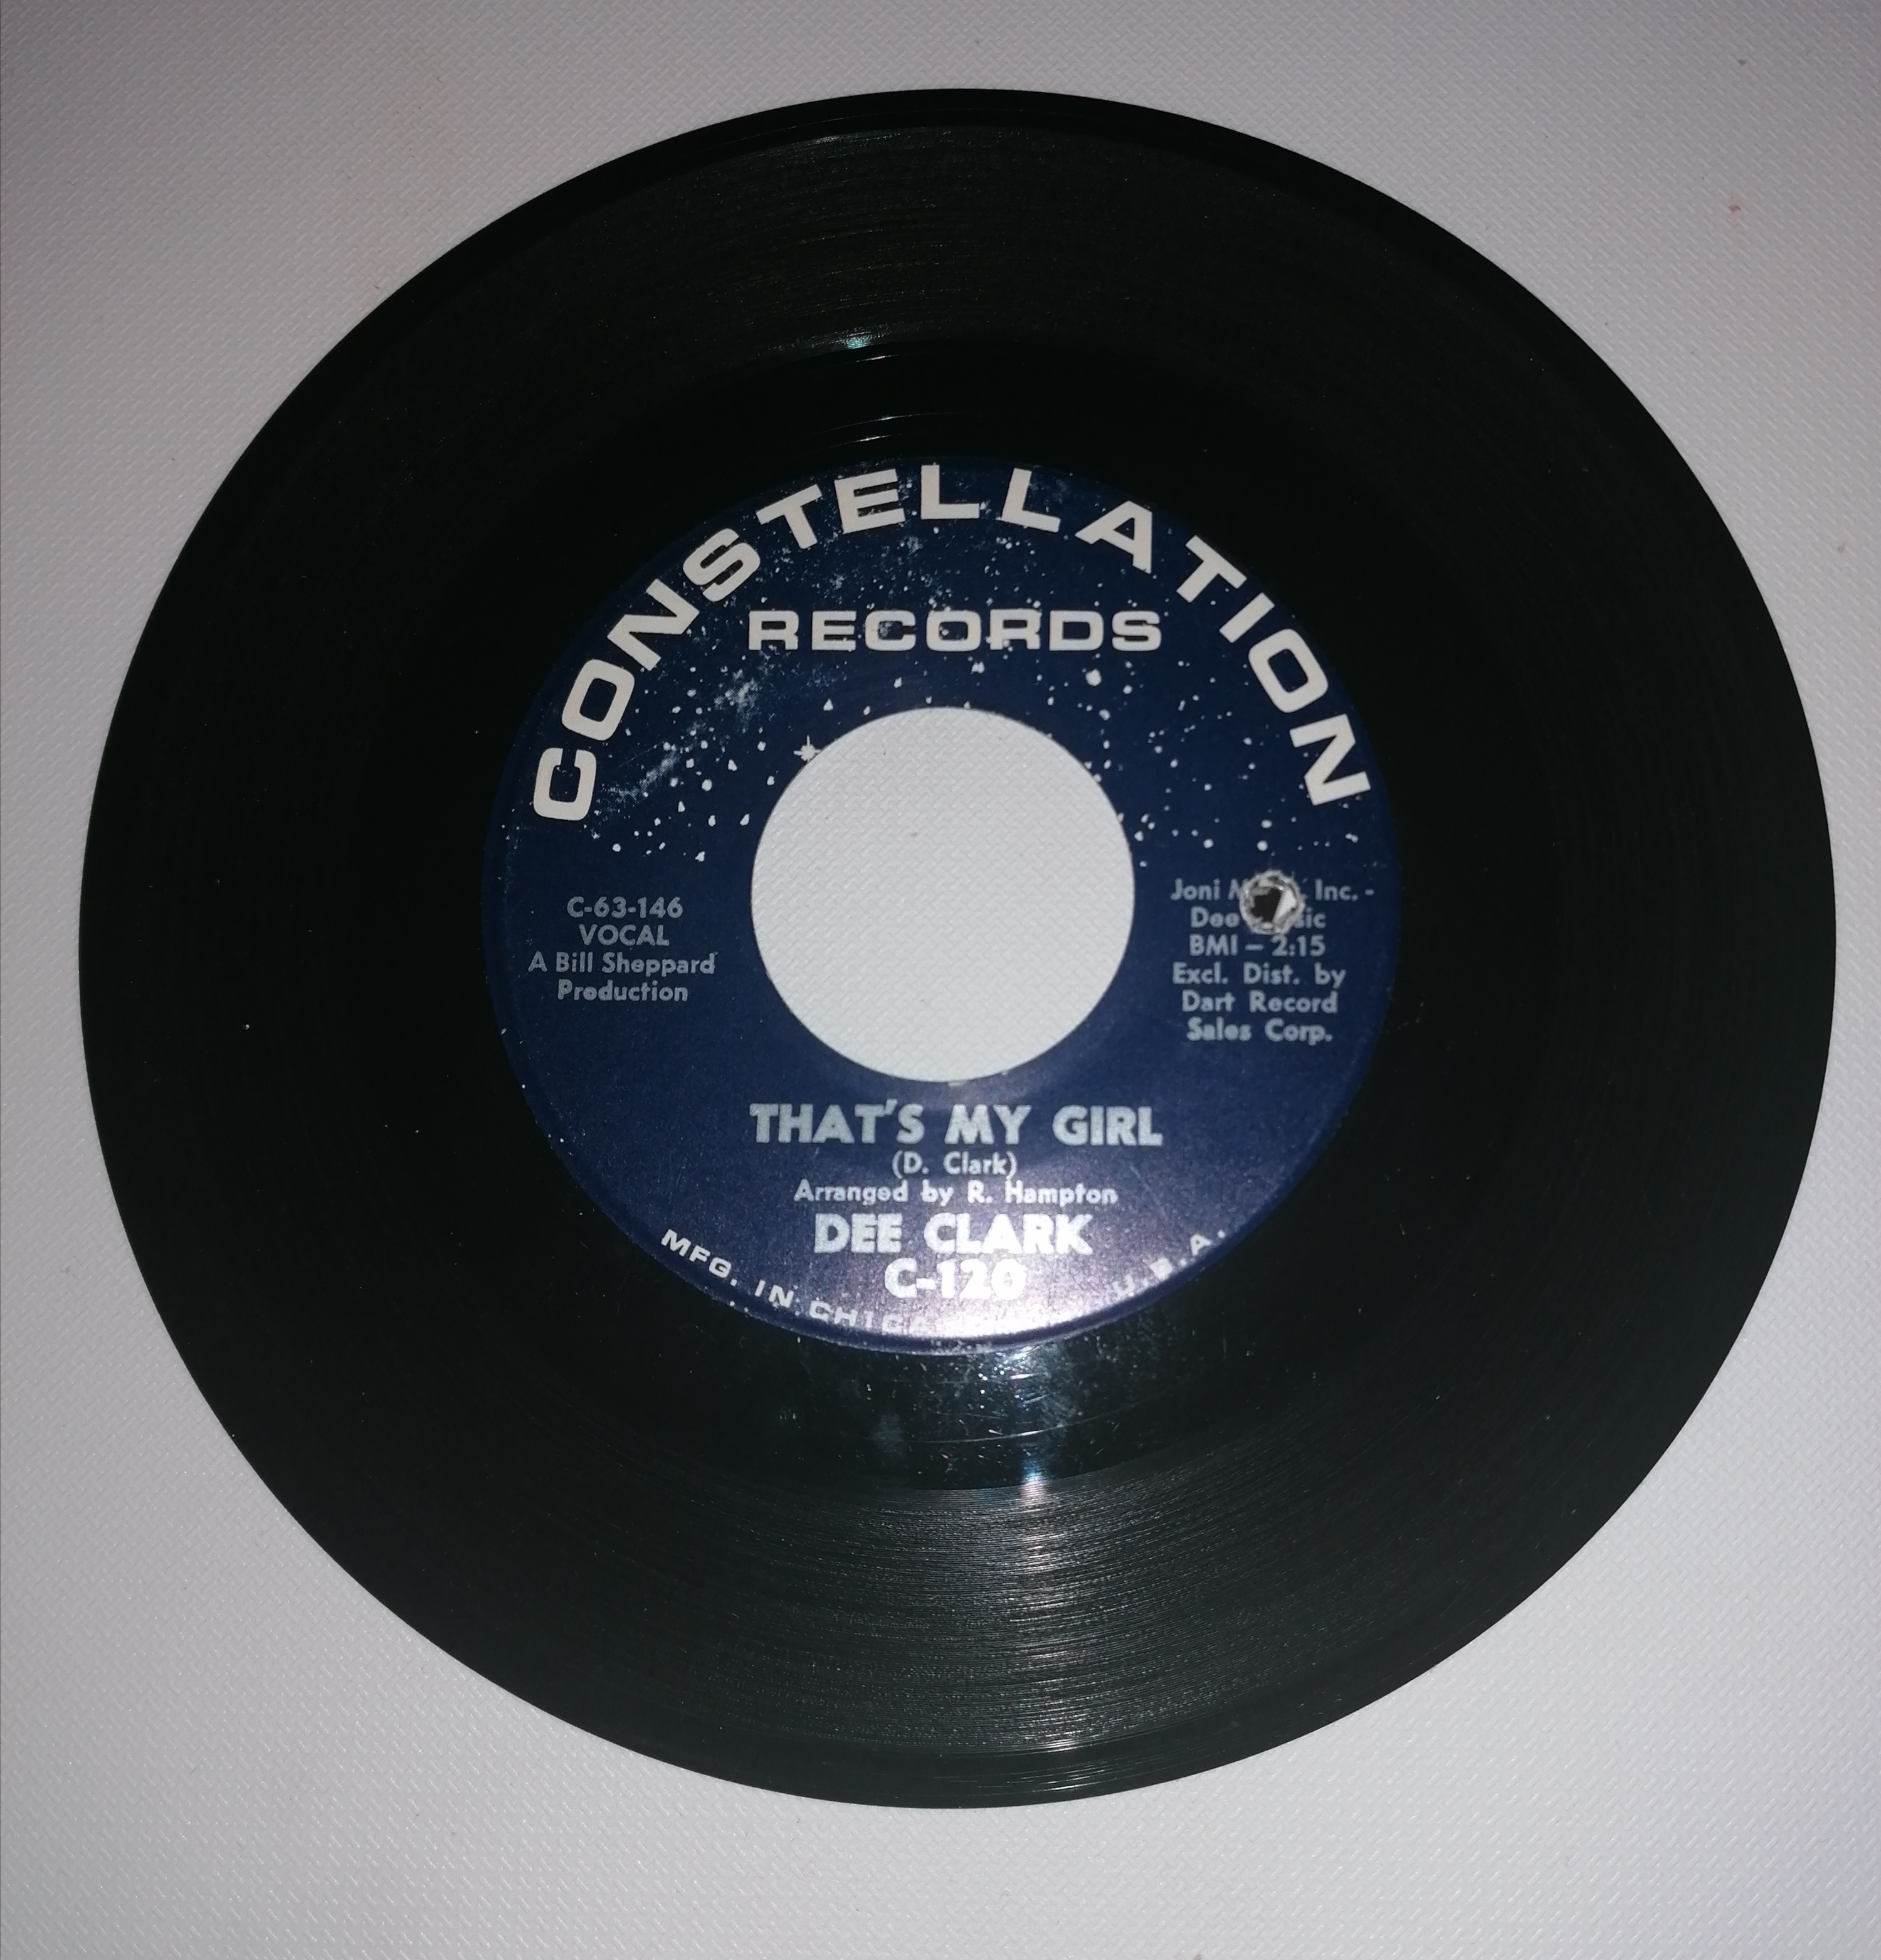 CONSTELLATION
RECORDS
C-63-146
VOCAL
A Bill Sheppard
Production
Joni Inc. -
Dee
BMI – 2:15
Excl. Dist. by
Dart Record
Sales Corp.
THAT'S MY GIRL
(D. Clark)
Arranged by R. Hampton
DEE CLARK
C-120
MFG. IN U.S.A.